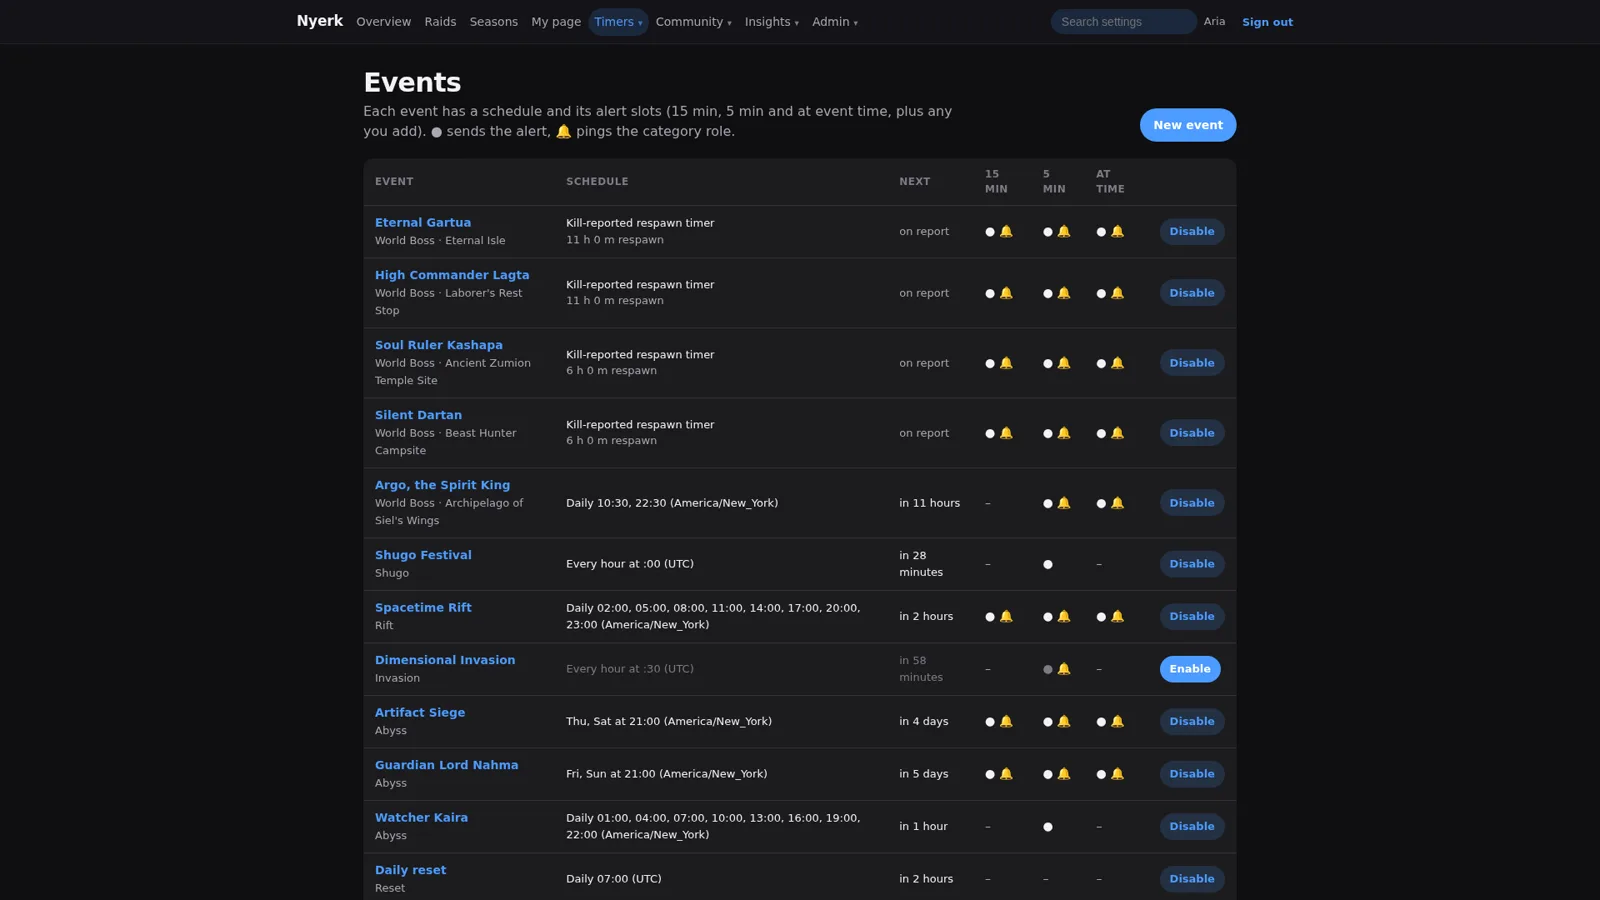 Nyerk Overview Raids Seasons My page Timers ▾ Community ▾ Insights ▾ Admin ▾ Search settings Aria Sign out
Events
Each event has a schedule and its alert slots (15 min, 5 min and at event time, plus any
you add). ● sends the alert, 🔔 pings the category role.
New event
EVENT SCHEDULE NEXT 15 MIN 5 MIN AT TIME
Eternal Gartua
World Boss · Eternal Isle
Kill-reported respawn timer
11 h 0 m respawn
on report
● 🔔 ● 🔔 ● 🔔
Disable
High Commander Lagta
World Boss · Laborer's Rest
Stop
Kill-reported respawn timer
11 h 0 m respawn
on report
● 🔔 ● 🔔 ● 🔔
Disable
Soul Ruler Kashapa
World Boss · Ancient Zumion
Temple Site
Kill-reported respawn timer
6 h 0 m respawn
on report
● 🔔 ● 🔔 ● 🔔
Disable
Silent Dartan
World Boss · Beast Hunter
Campsite
Kill-reported respawn timer
6 h 0 m respawn
on report
● 🔔 ● 🔔 ● 🔔
Disable
Argo, the Spirit King
World Boss · Archipelago of
Siel's Wings
Daily 10:30, 22:30 (America/New_York)
in 11 hours
– ● 🔔 ● 🔔
Disable
Shugo Festival
Shugo
Every hour at :00 (UTC)
in 28
minutes
– ● –
Disable
Spacetime Rift
Rift
Daily 02:00, 05:00, 08:00, 11:00, 14:00, 17:00, 20:00,
23:00 (America/New_York)
in 2 hours
● 🔔 ● 🔔 ● 🔔
Disable
Dimensional Invasion
Invasion
Every hour at :30 (UTC)
in 58
minutes
– ● 🔔 –
Enable
Artifact Siege
Abyss
Thu, Sat at 21:00 (America/New_York)
in 4 days
● 🔔 ● 🔔 ● 🔔
Disable
Guardian Lord Nahma
Abyss
Fri, Sun at 21:00 (America/New_York)
in 5 days
● 🔔 ● 🔔 ● 🔔
Disable
Watcher Kaira
Abyss
Daily 01:00, 04:00, 07:00, 10:00, 13:00, 16:00, 19:00,
22:00 (America/New_York)
in 1 hour
– ● –
Disable
Daily reset
Reset
Daily 07:00 (UTC)
in 2 hours
– – –
Disable